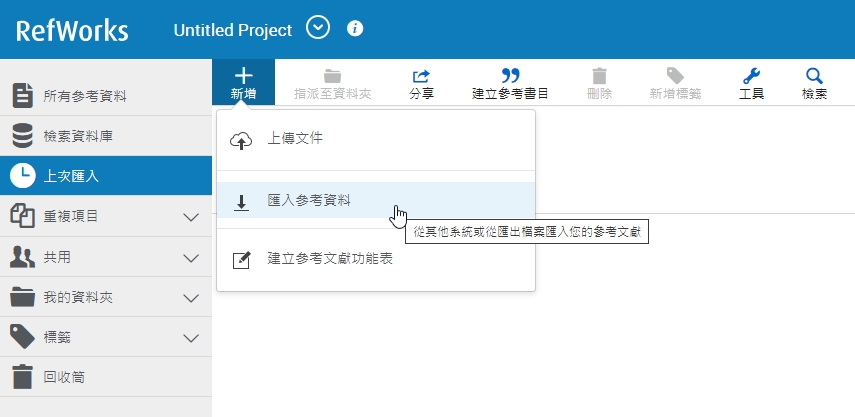 RefWorks
Untitled Project
新增
指派至資料夾
分享
建立參考書目
刪除
新增標籤
工具
檢索
所有參考資料
檢索資料庫
上次匯入
重複項目
共用
我的資料夾
標籤
回收筒
上傳文件
匯入參考資料
從其他系統或從匯出檔案匯入您的參考文獻
建立參考文獻功能表